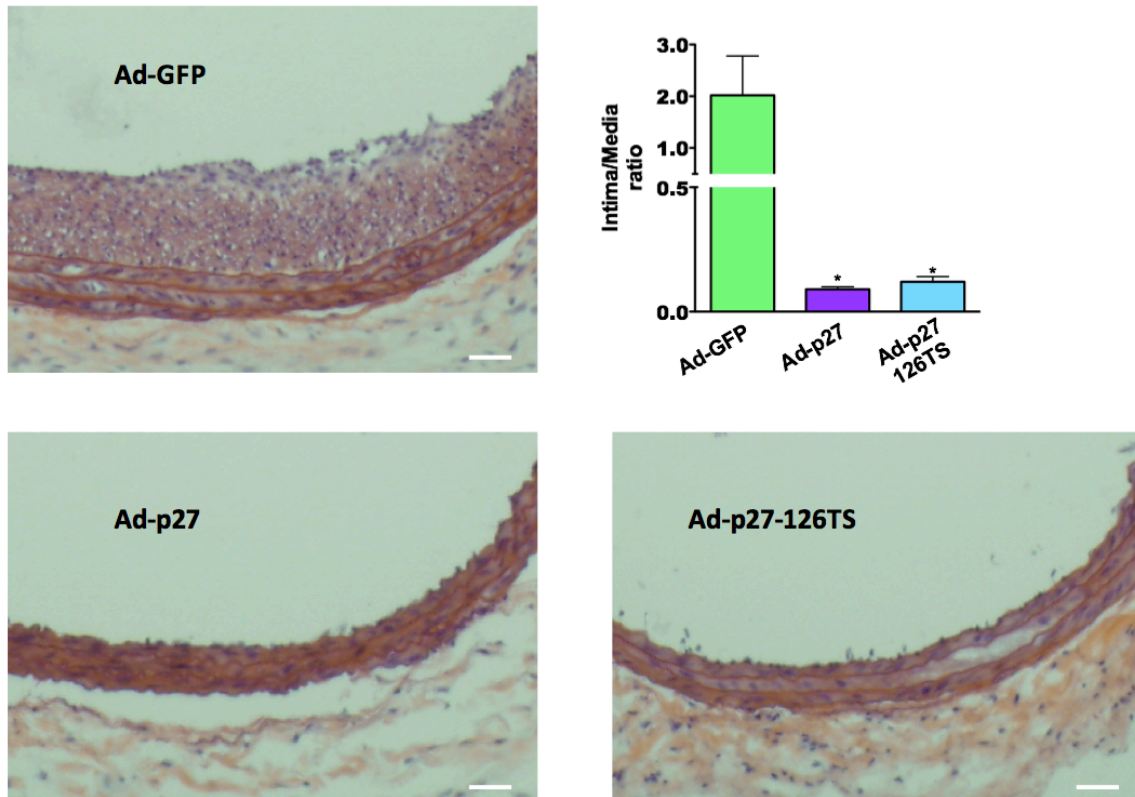 Ad-GFP
3.0
2.0
1.0
0.5
0.0
Intima/Media
ratio
*
*
Ad-GFP
Ad-p27
Ad-p27
126TS
Ad-p27
Ad-p27-126TS